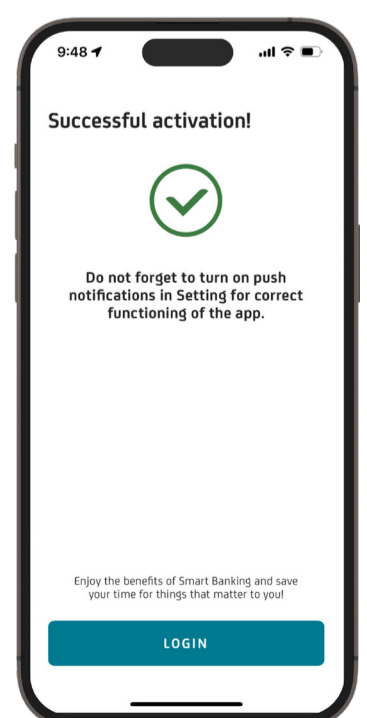 9:48
Successful activation!
Do not forget to turn on push
notifications in Setting for correct
functioning of the app.
Enjoy the benefits of Smart Banking and save
your time for things that matter to you!
LOGIN